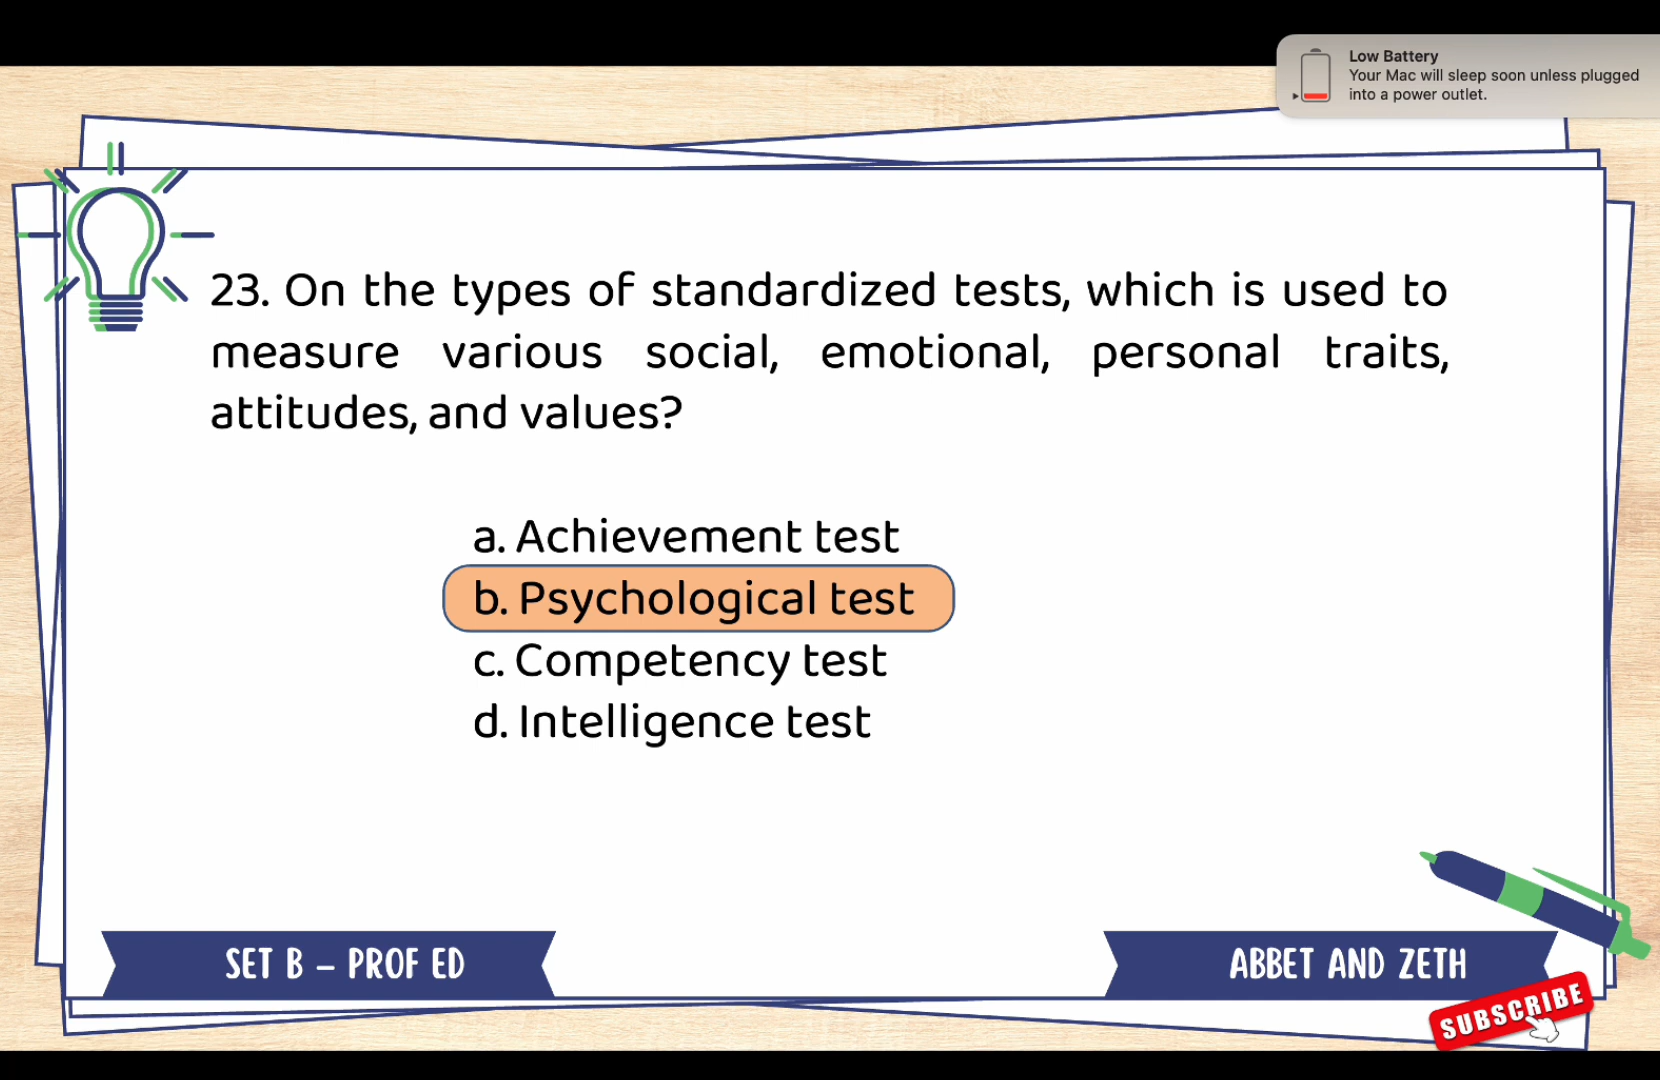 Low Battery
Your Mac will sleep soon unless plugged
into a power outlet.
23. On the types of standardized tests, which is used to
measure various social, emotional, personal traits,
attitudes, and values?
a. Achievement test
b. Psychological test
c. Competency test
d. Intelligence test
SET B – PROF ED
ABBET AND ZETH
SUBSCRIBE